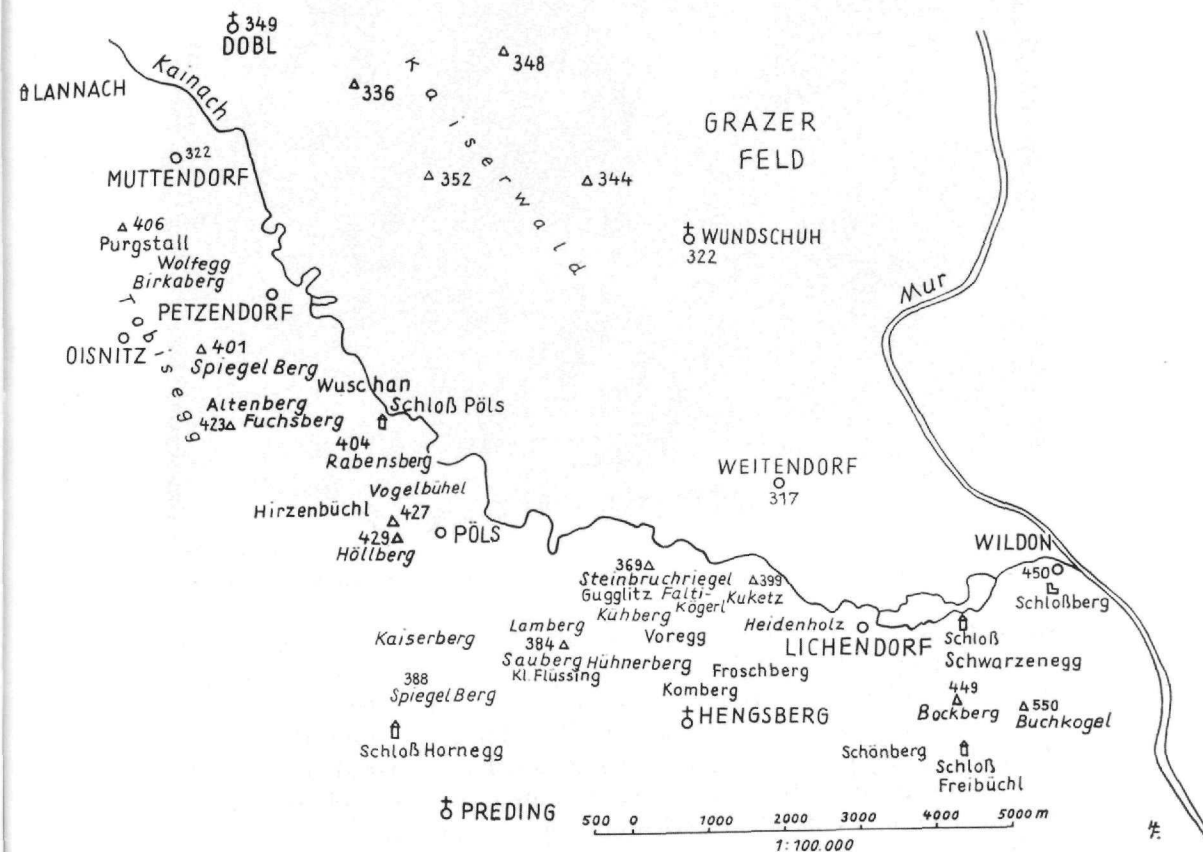 349
DOBL
Kainach
LANNACH
336
348
Kaiserwald
GRAZER
FELD
322
MUTTENDORF
352
344
406
Purgstall
WUNDSCHUH
322
Wolfegg
Birkaberg
Mur
PETZENDORF
Tobisegg
OISNITZ
401
Spiegel Berg
Wuschan
Schloß Pöls
Altenberg
423 Fuchsberg
404
Rabensberg
WEITENDORF
317
Vogelbühel
Hirzenbüchl
427
429
Höllberg
PÖLS
WILDON
450
Schloßberg
369
Steinbruchriegel
399
Gugglitz Falti-
Kögerl
Kuketz
Kühberg
Lamberg
Voregg
Heidenholz
LICHENDORF
Schloß
Schwarzenegg
Kaiserberg
384
Sauberg
Hühnerberg
Kl. Flüssing
Froschberg
388
Spiegel Berg
Komberg
449
Bockberg
550
Buchkogel
HENGSBERG
Schloß Hornegg
Schönberg
Schloß
Freibüchl
PREDING
500 0 1000 2000 3000 4000 5000 m
1:100.000